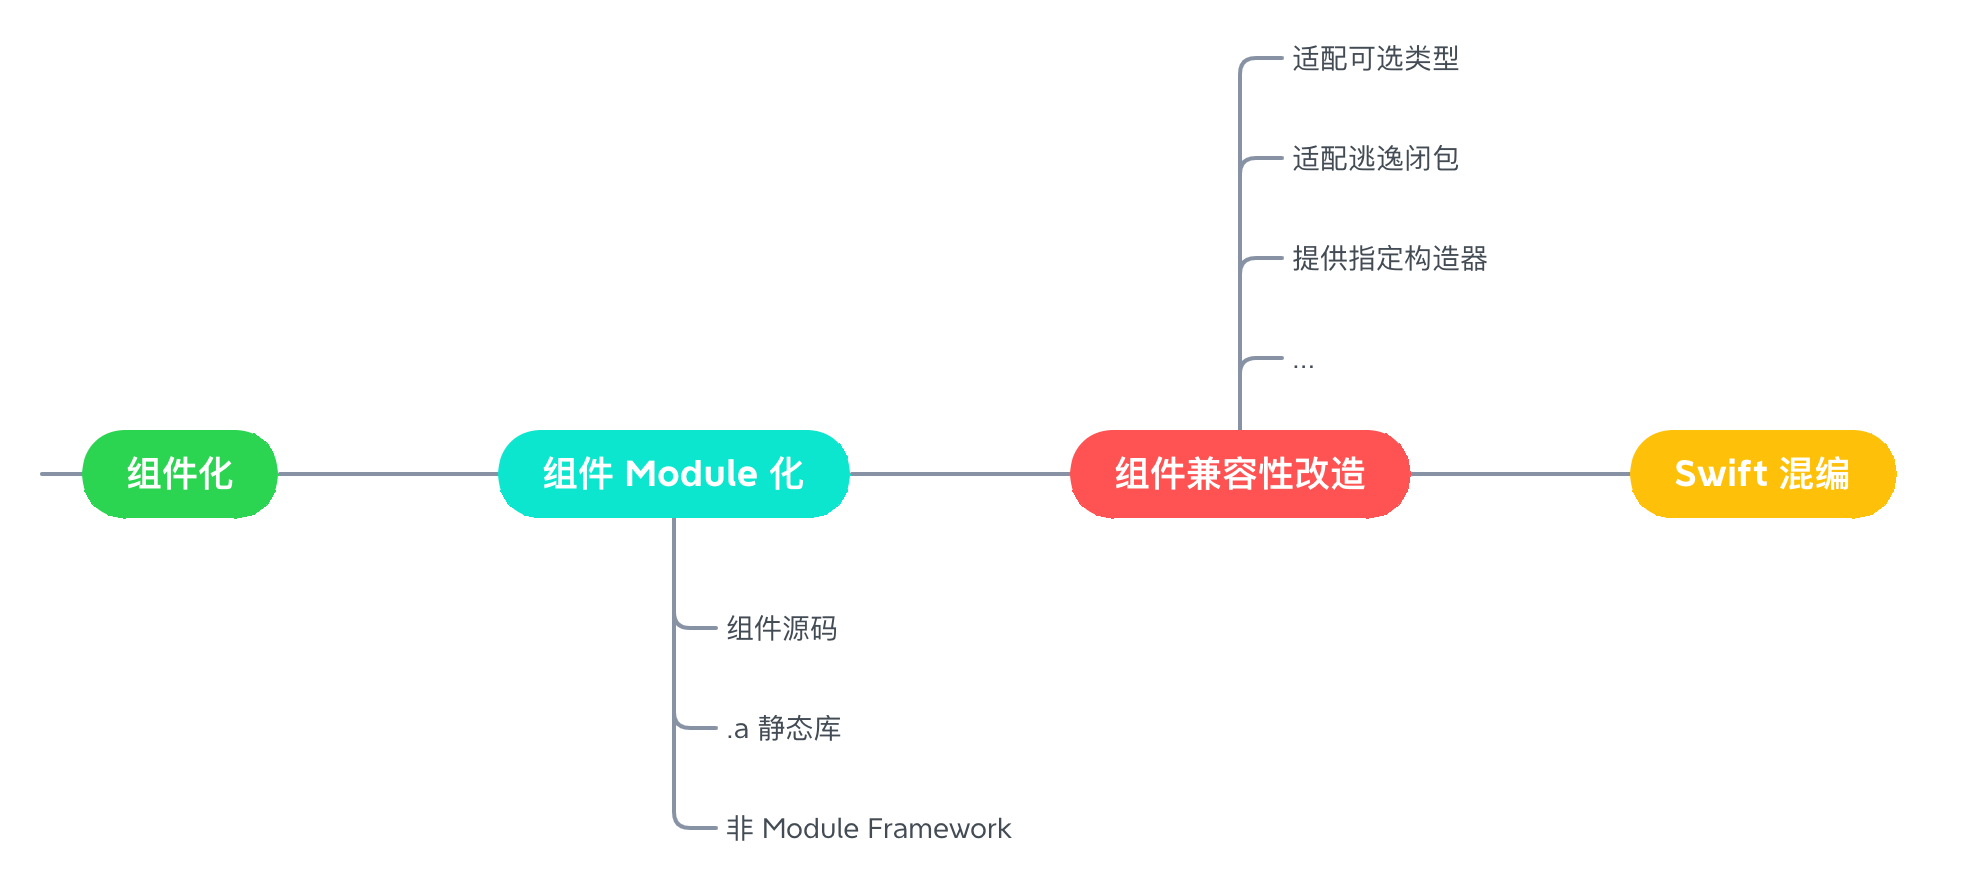 适配可选类型
适配逃逸闭包
提供指定构造器
...
组件化
组件 Module 化
组件兼容性改造
Swift 混编
组件源码
.a 静态库
非 Module Framework